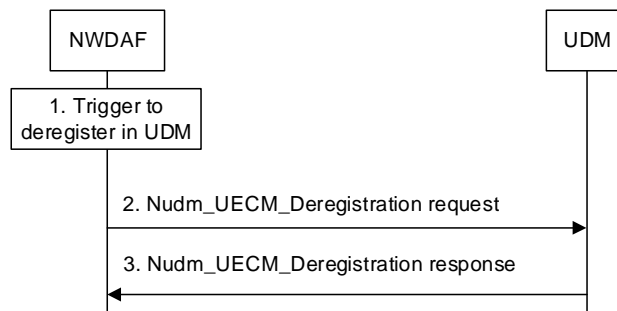 NWDAF
UDM
1. Trigger to
deregister in UDM
2. Nudm_UECM_Deregistration request
3. Nudm_UECM_Deregistration response